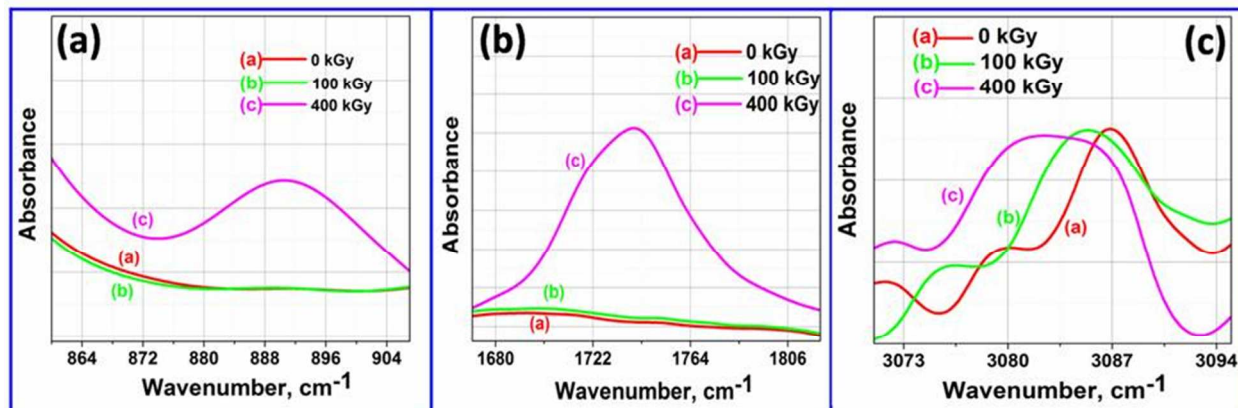 (a)
(a) 0 kGy
(b) 100 kGy
(c) 400 kGy
(c)
(a)
(b)
Absorbance
864 872 880 888 896 904
Wavenumber, cm-1
(b)
(a) 0 kGy
(b) 100 kGy
(c) 400 kGy
(c)
(b)
(a)
Absorbance
1680 1722 1764 1806
Wavenumber, cm-1
(c)
(a) 0 kGy
(b) 100 kGy
(c) 400 kGy
(c)
(b)
(a)
Absorbance
3073 3080 3087 3094
Wavenumber, cm-1